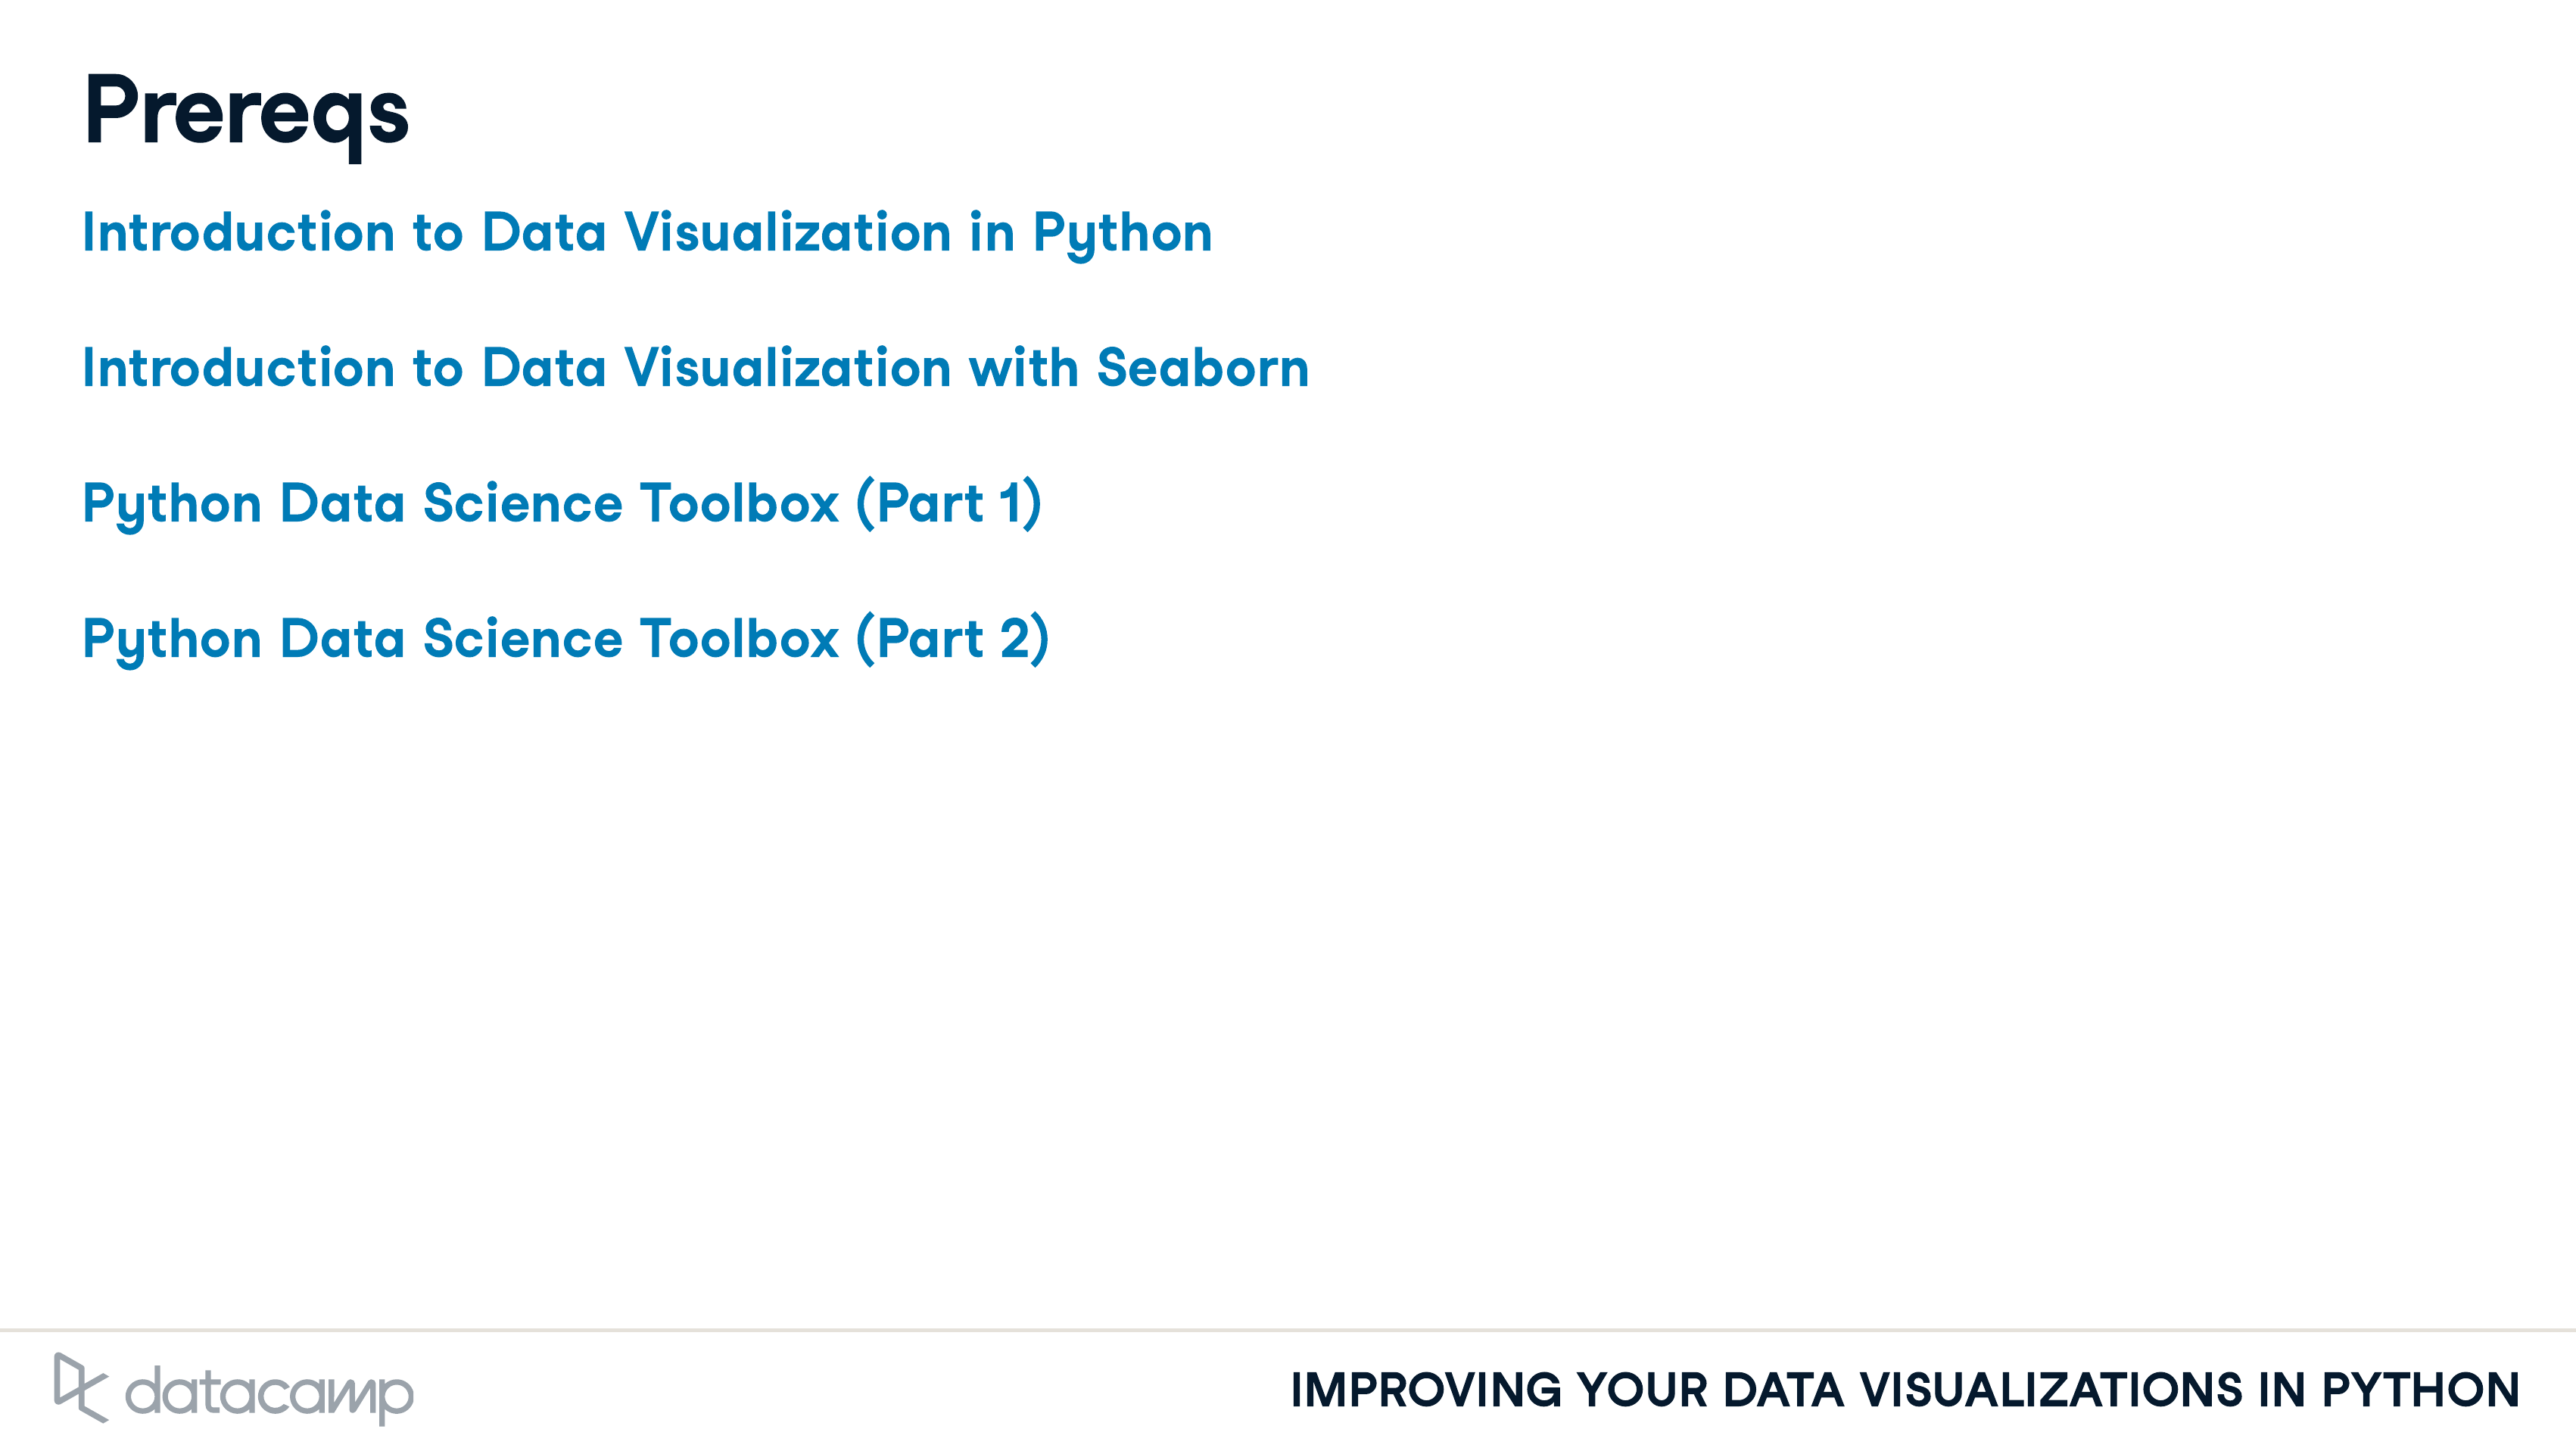 Prereqs
Introduction to Data Visualization in Python
Introduction to Data Visualization with Seaborn
Python Data Science Toolbox (Part 1)
Python Data Science Toolbox (Part 2)
datacamp
IMPROVING YOUR DATA VISUALIZATIONS IN PYTHON